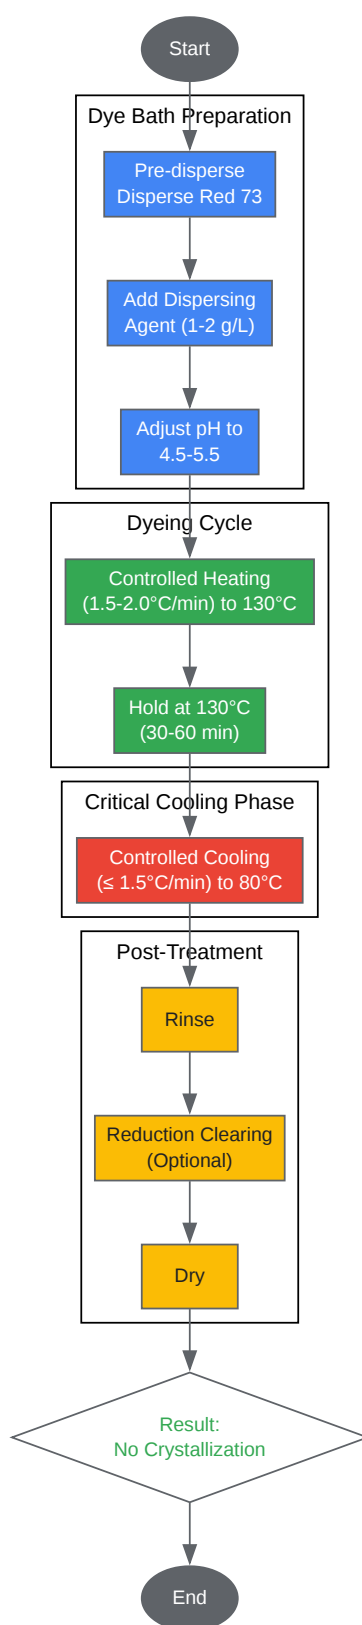 Start
Dye Bath Preparation
Pre-disperse
Disperse Red 73
Add Dispersing
Agent (1-2 g/L)
Adjust pH to
4.5-5.5
Dyeing Cycle
Controlled Heating
(1.5-2.0°C/min) to 130°C
Hold at 130°C
(30-60 min)
Critical Cooling Phase
Controlled Cooling
(≤ 1.5°C/min) to 80°C
Post-Treatment
Rinse
Reduction Clearing
(Optional)
Dry
Result:
No Crystallization
End